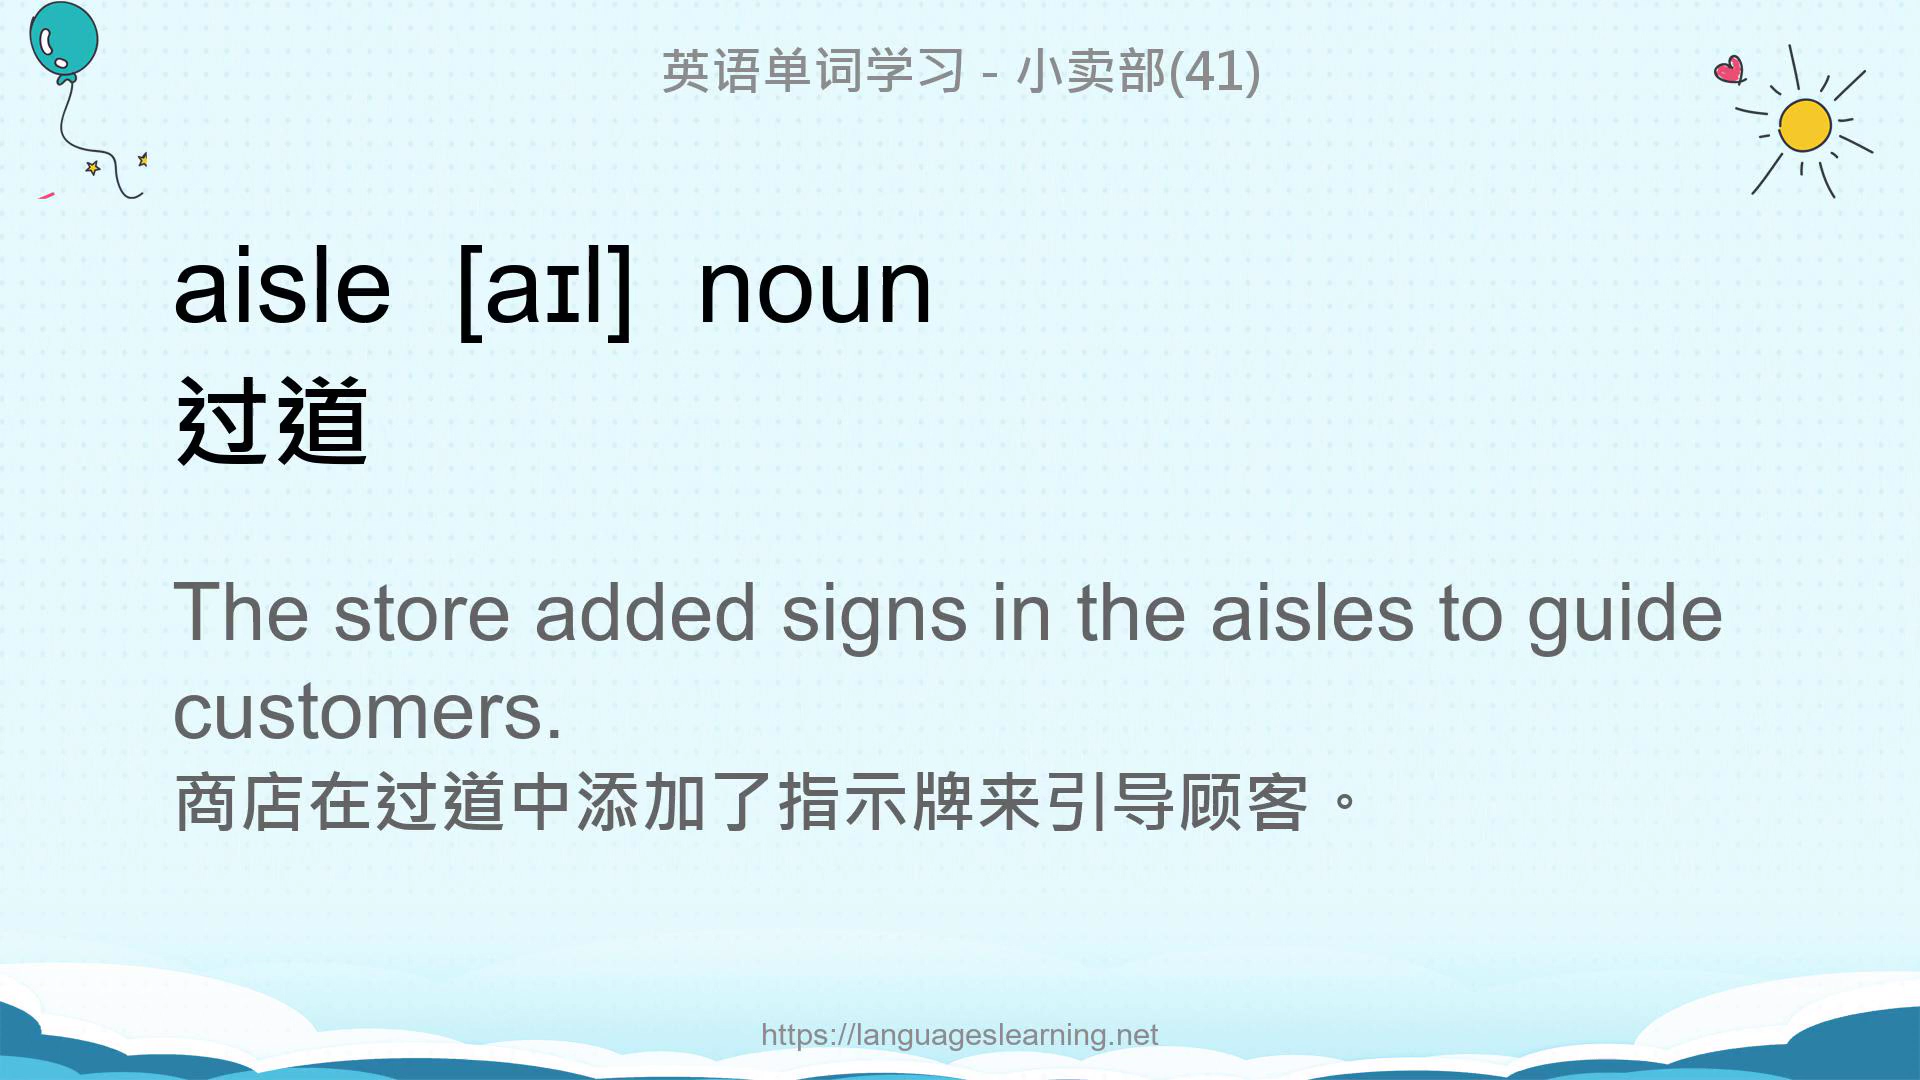 英语单词学习 - 小卖部(41)
aisle [aɪl] noun
过道
The store added signs in the aisles to guide
customers.
商店在过道中添加了指示牌来引导顾客。
https://languageslearning.net